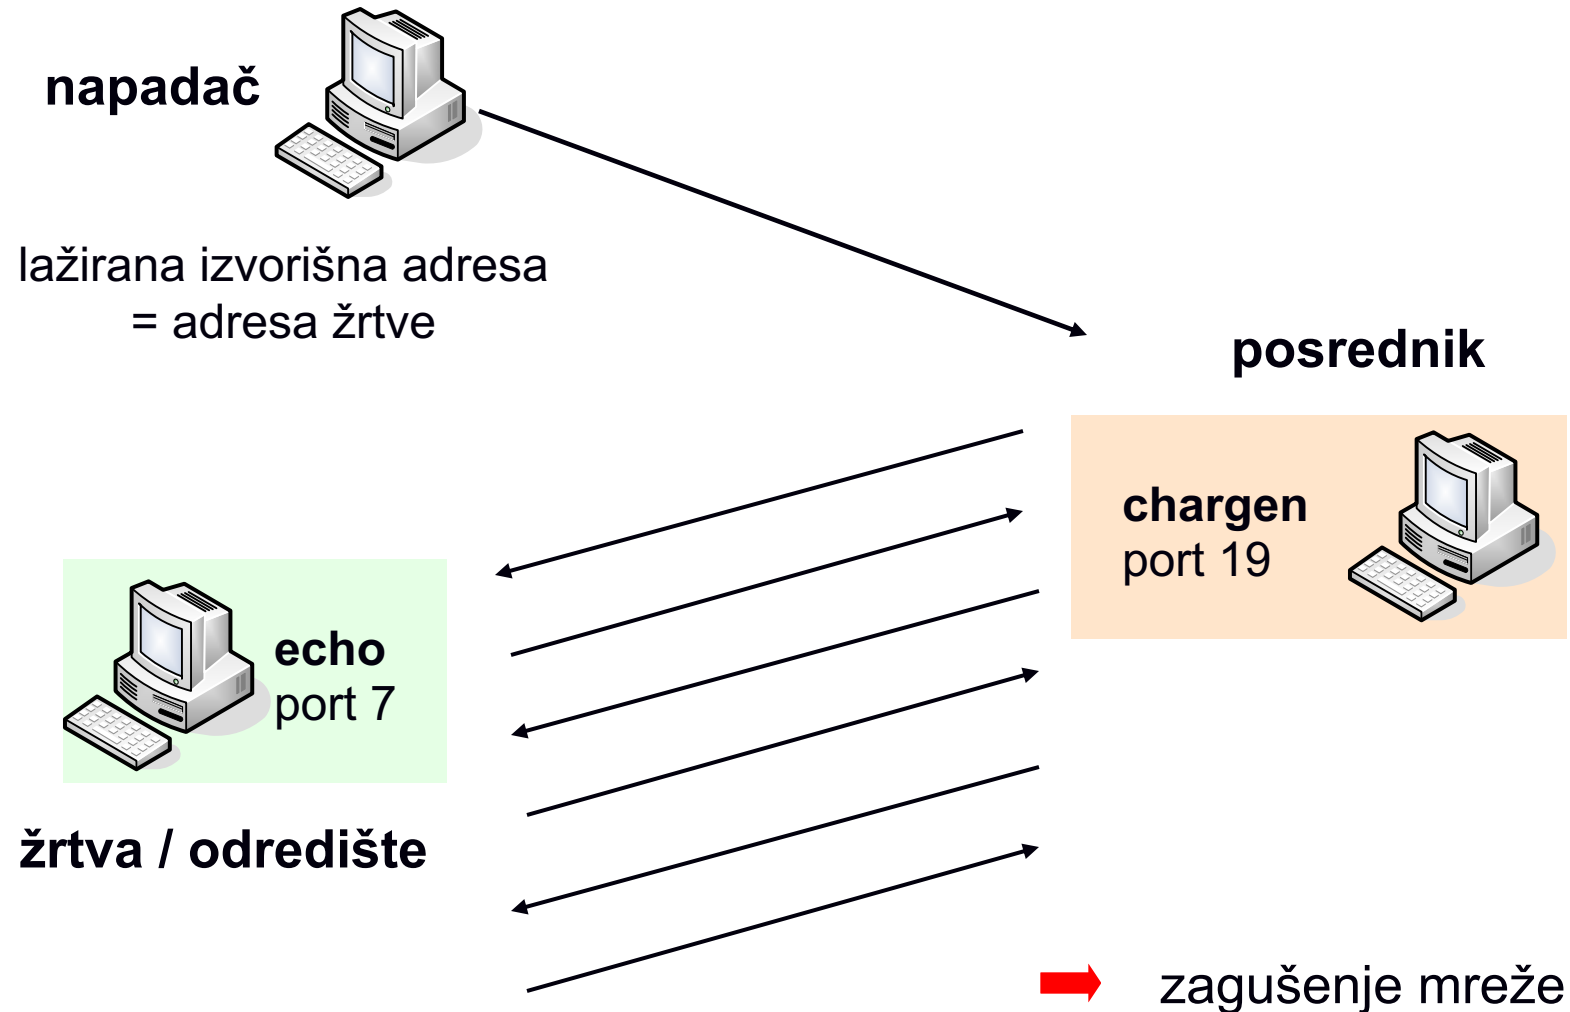 napadač
lažirana izvorišna adresa
= adresa žrtve
posrednik
chargen
port 19
echo
port 7
žrtva / odredište
zagušenje mreže